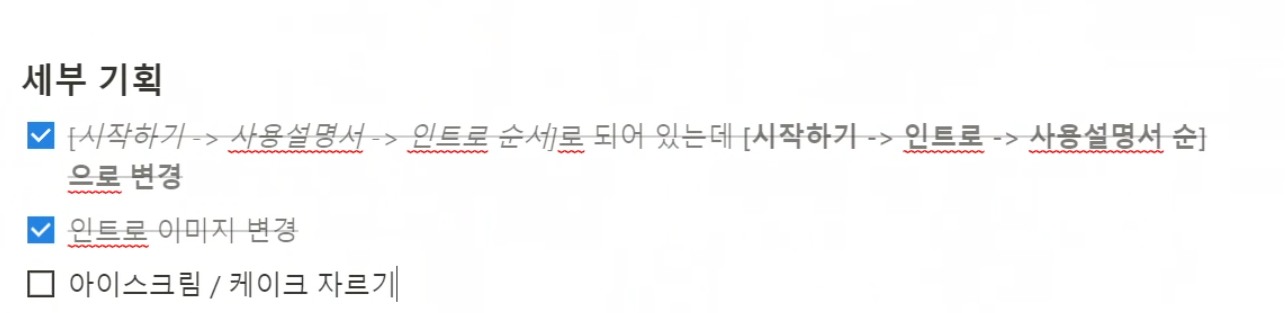 세부 기획
[시작하기 -> 사용설명서 -> 인트로 순서]로 되어 있는데 [시작하기 -> 인트로 -> 사용설명서 순]
으로 변경
인트로 이미지 변경
아이스크림 / 케이크 자르기